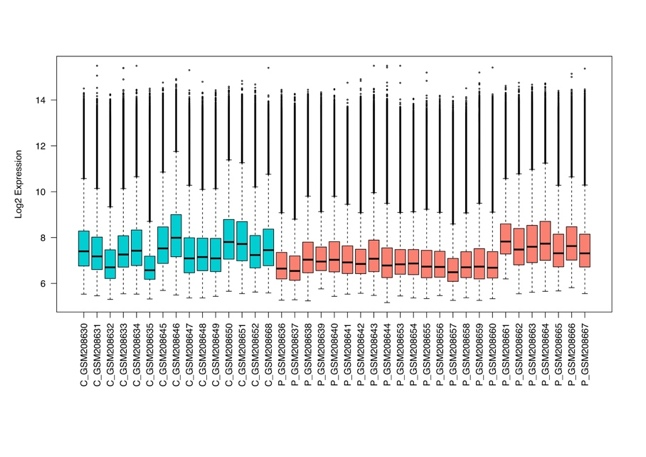 Log2 Expression
14
12
10
8
6
C_GSM208630
C_GSM208631
C_GSM208632
C_GSM208633
C_GSM208634
C_GSM208635
C_GSM208645
C_GSM208646
C_GSM208647
C_GSM208648
C_GSM208649
C_GSM208650
C_GSM208651
C_GSM208652
C_GSM208668
P_GSM208636
P_GSM208637
P_GSM208638
P_GSM208639
P_GSM208640
P_GSM208641
P_GSM208642
P_GSM208643
P_GSM208644
P_GSM208653
P_GSM208654
P_GSM208655
P_GSM208656
P_GSM208657
P_GSM208658
P_GSM208659
P_GSM208660
P_GSM208661
P_GSM208662
P_GSM208663
P_GSM208664
P_GSM208665
P_GSM208666
P_GSM208667